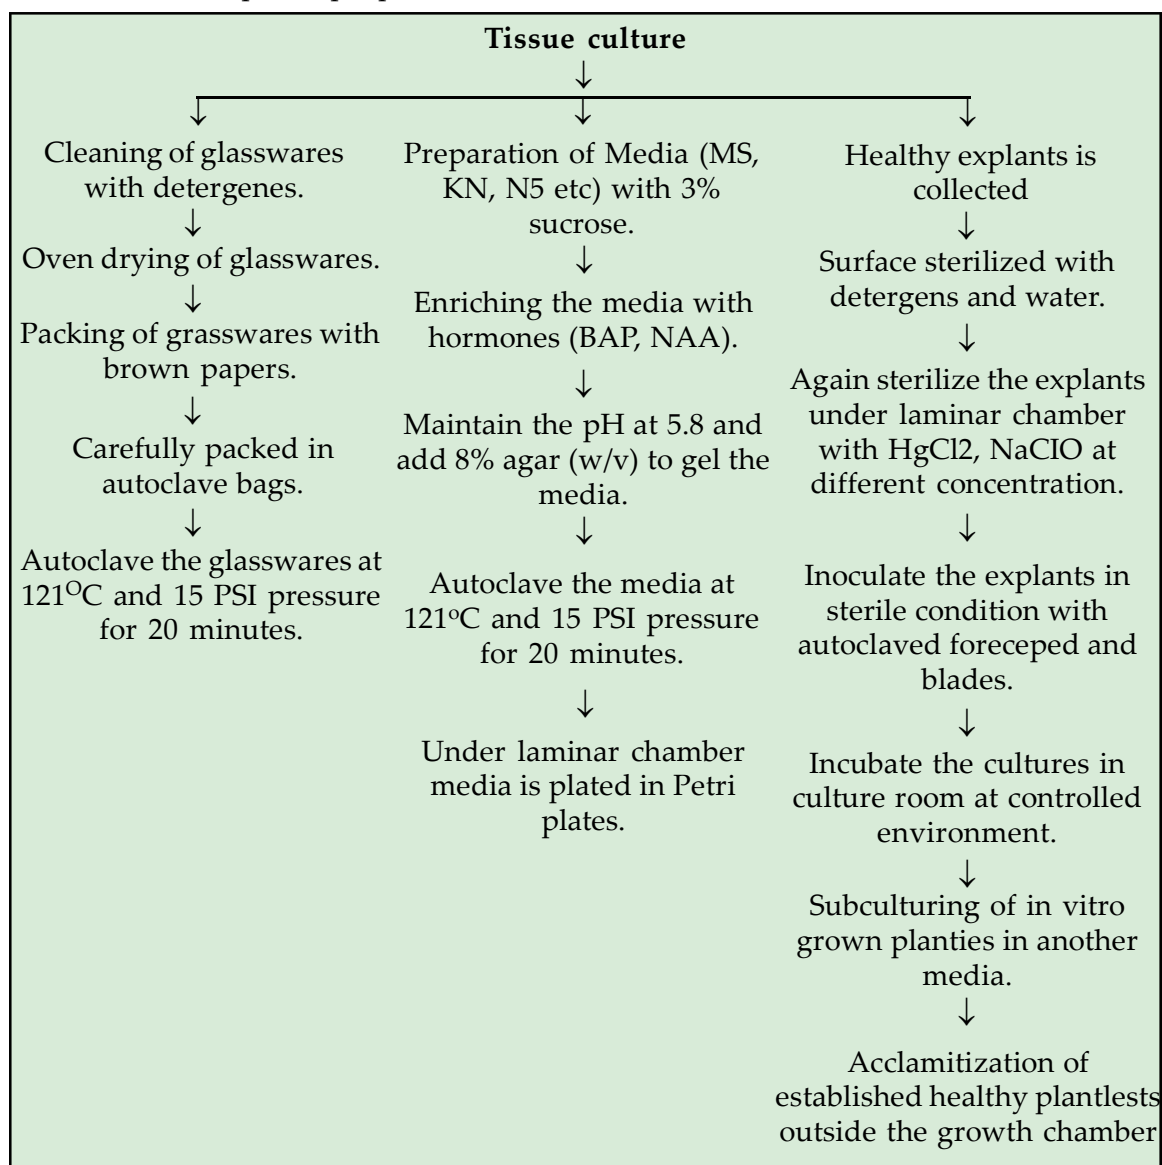 Tissue culture
↓
↓
Cleaning of glasswares
with detergenes.
↓
Oven drying of glasswares.
↓
Packing of grasswares with
brown papers.
↓
Carefully packed in
autoclave bags.
↓
Autoclave the glasswares at
121OC and 15 PSI pressure
for 20 minutes.
↓
Preparation of Media (MS,
KN, N5 etc) with 3%
sucrose.
↓
Enriching the media with
hormones (BAP, NAA).
↓
Maintain the pH at 5.8 and
add 8% agar (w/v) to gel the
media.
↓
Autoclave the media at
121oC and 15 PSI pressure
for 20 minutes.
↓
Under laminar chamber
media is plated in Petri
plates.
↓
Healthy explants is
collected
↓
Surface sterilized with
detergens and water.
↓
Again sterilize the explants
under laminar chamber
with HgCl2, NaClO at
different concentration.
↓
Inoculate the explants in
sterile condition with
autoclaved foreceped and
blades.
↓
Incubate the cultures in
culture room at controlled
environment.
↓
Subculturing of in vitro
grown planties in another
media.
↓
Acclamitization of
established healthy plantlests
outside the growth chamber